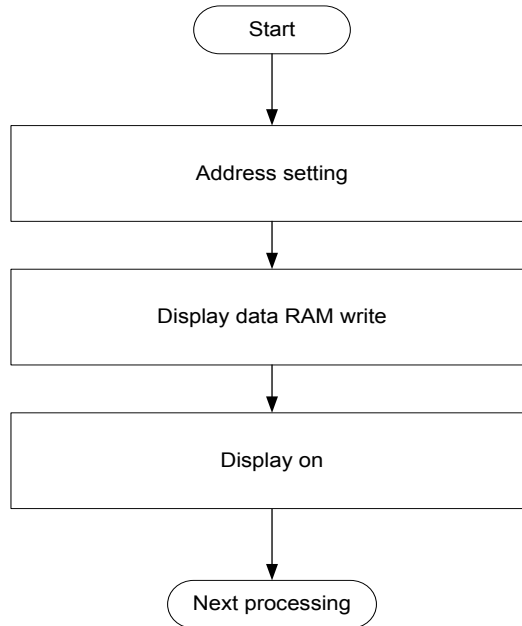 Start
Address setting
Display data RAM write
Display on
Next processing